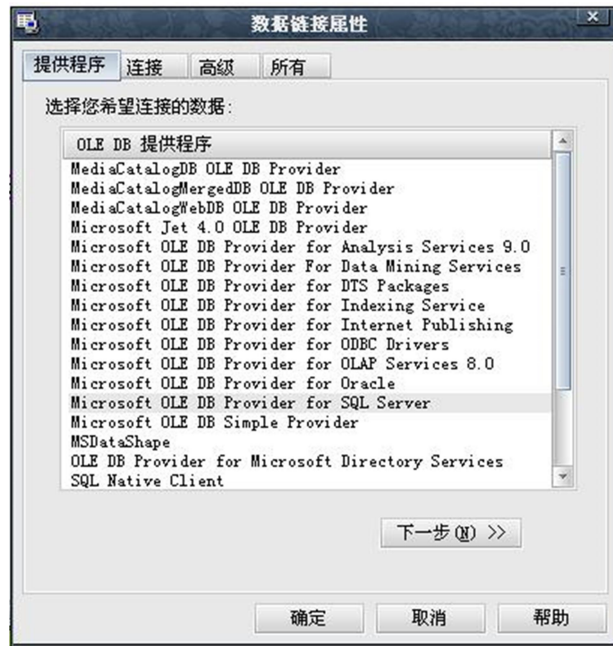 数据链接属性
提供程序 连接 高级 所有
选择您希望连接的数据:
OLE DB 提供程序
MediaCatalogDB OLE DB Provider
MediaCatalogMergedDB OLE DB Provider
MediaCatalogWebDB OLE DB Provider
Microsoft Jet 4.0 OLE DB Provider
Microsoft OLE DB Provider for Analysis Services 9.0
Microsoft OLE DB Provider For Data Mining Services
Microsoft OLE DB Provider for DTS Packages
Microsoft OLE DB Provider for Indexing Service
Microsoft OLE DB Provider for Internet Publishing
Microsoft OLE DB Provider for ODBC Drivers
Microsoft OLE DB Provider for OLAP Services 8.0
Microsoft OLE DB Provider for Oracle
Microsoft OLE DB Provider for SQL Server
Microsoft OLE DB Simple Provider
MSDataShape
OLE DB Provider for Microsoft Directory Services
SQL Native Client
下一步(N) >>
确定 取消 帮助